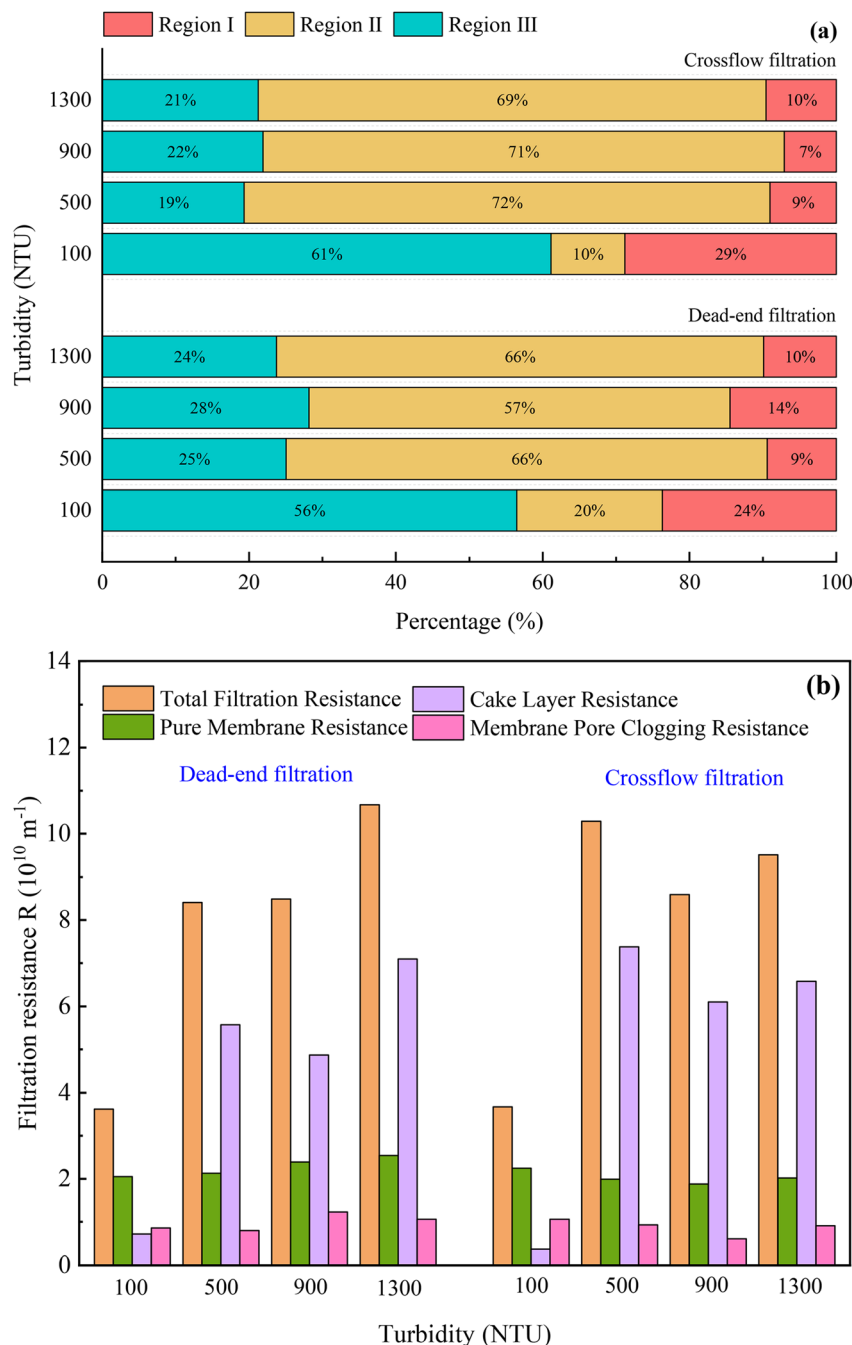 Region I Region II Region III (a)
Crossflow filtration
1300 21% 69% 10%
900 22% 71% 7%
500 19% 72% 9%
100 61% 10% 29%
Turbidity (NTU)
Dead-end filtration
1300 24% 66% 10%
900 28% 57% 14%
500 25% 66% 9%
100 56% 20% 24%
0 20 40 60 80 100
Percentage (%)
(b)
Total Filtration Resistance Cake Layer Resistance
Pure Membrane Resistance Membrane Pore Clogging Resistance
Dead-end filtration Crossflow filtration
14
12
10
8
6
4
2
0
Filtration resistance R (10¹⁰ m⁻¹)
100 500 900 1300 100 500 900 1300
Turbidity (NTU)